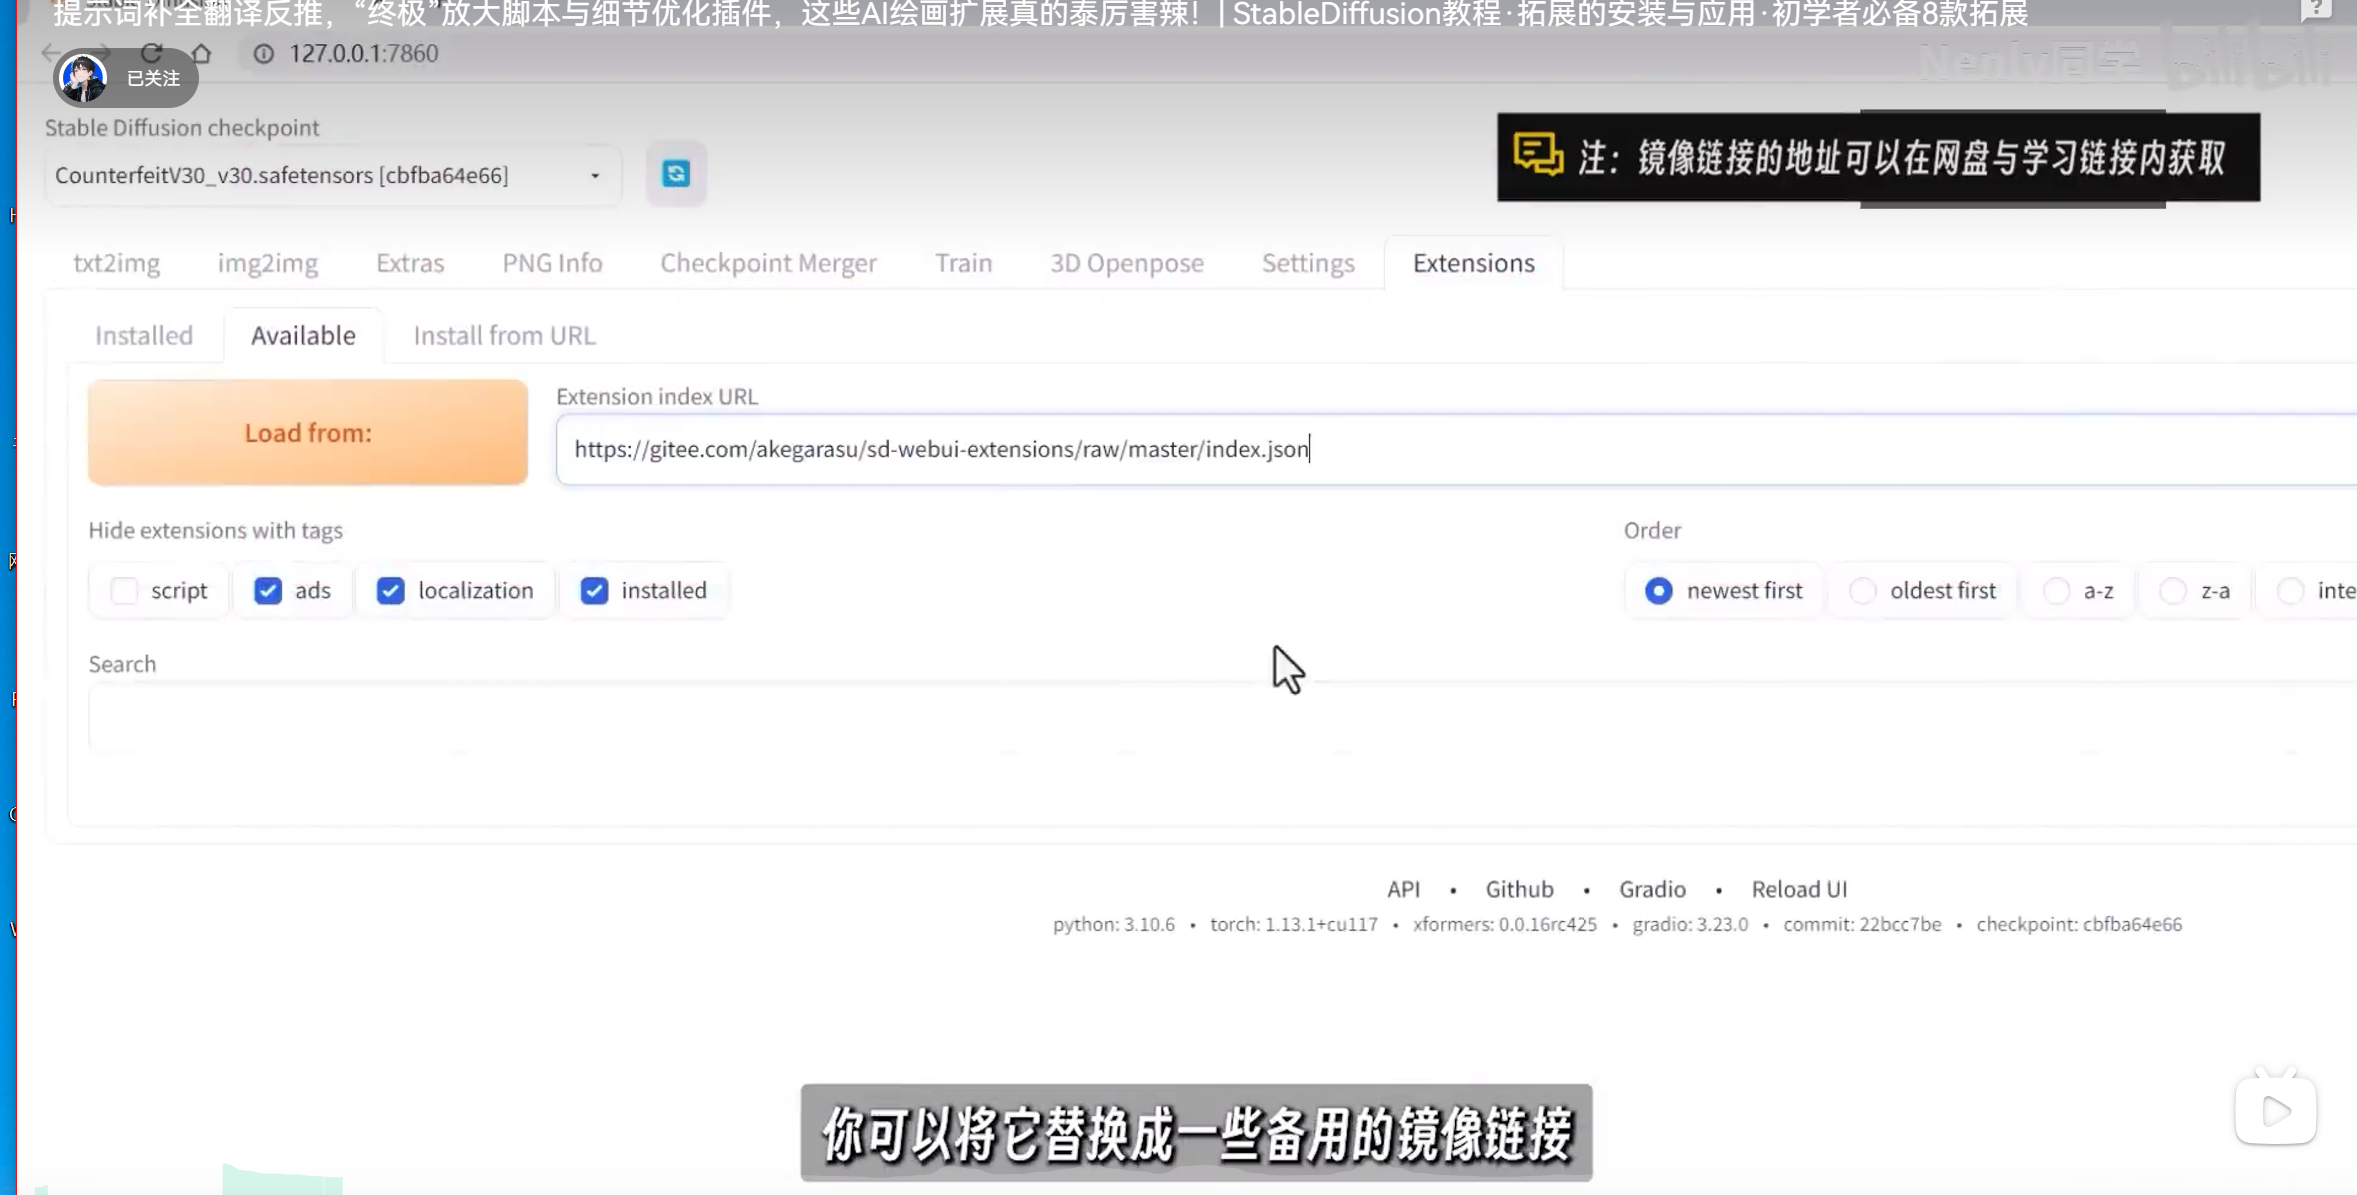 提示词补全翻译反推，“终极”放大脚本与细节优化插件，这些AI绘画扩展真的泰厉害辣！| StableDiffusion教程·拓展的安装与应用·初学者必备8款拓展
127.0.0.1:7860
Nenly同学 bilibili
已关注
Stable Diffusion checkpoint
CounterfeitV30_v30.safetensors [cbfba64e66]
注：镜像链接的地址可以在网盘与学习链接内获取
txt2img img2img Extras PNG Info Checkpoint Merger Train 3D Openpose Settings Extensions
Installed Available Install from URL
Load from:
Extension index URL
https://gitee.com/akegarasu/sd-webui-extensions/raw/master/index.json
Hide extensions with tags
script ads localization installed
Order
newest first oldest first a-z z-a inte
Search
API • Github • Gradio • Reload UI
python: 3.10.6 • torch: 1.13.1+cu117 • xformers: 0.0.16rc425 • gradio: 3.23.0 • commit: 22bcc7be • checkpoint: cbfba64e66
你可以将它替换成一些备用的镜像链接